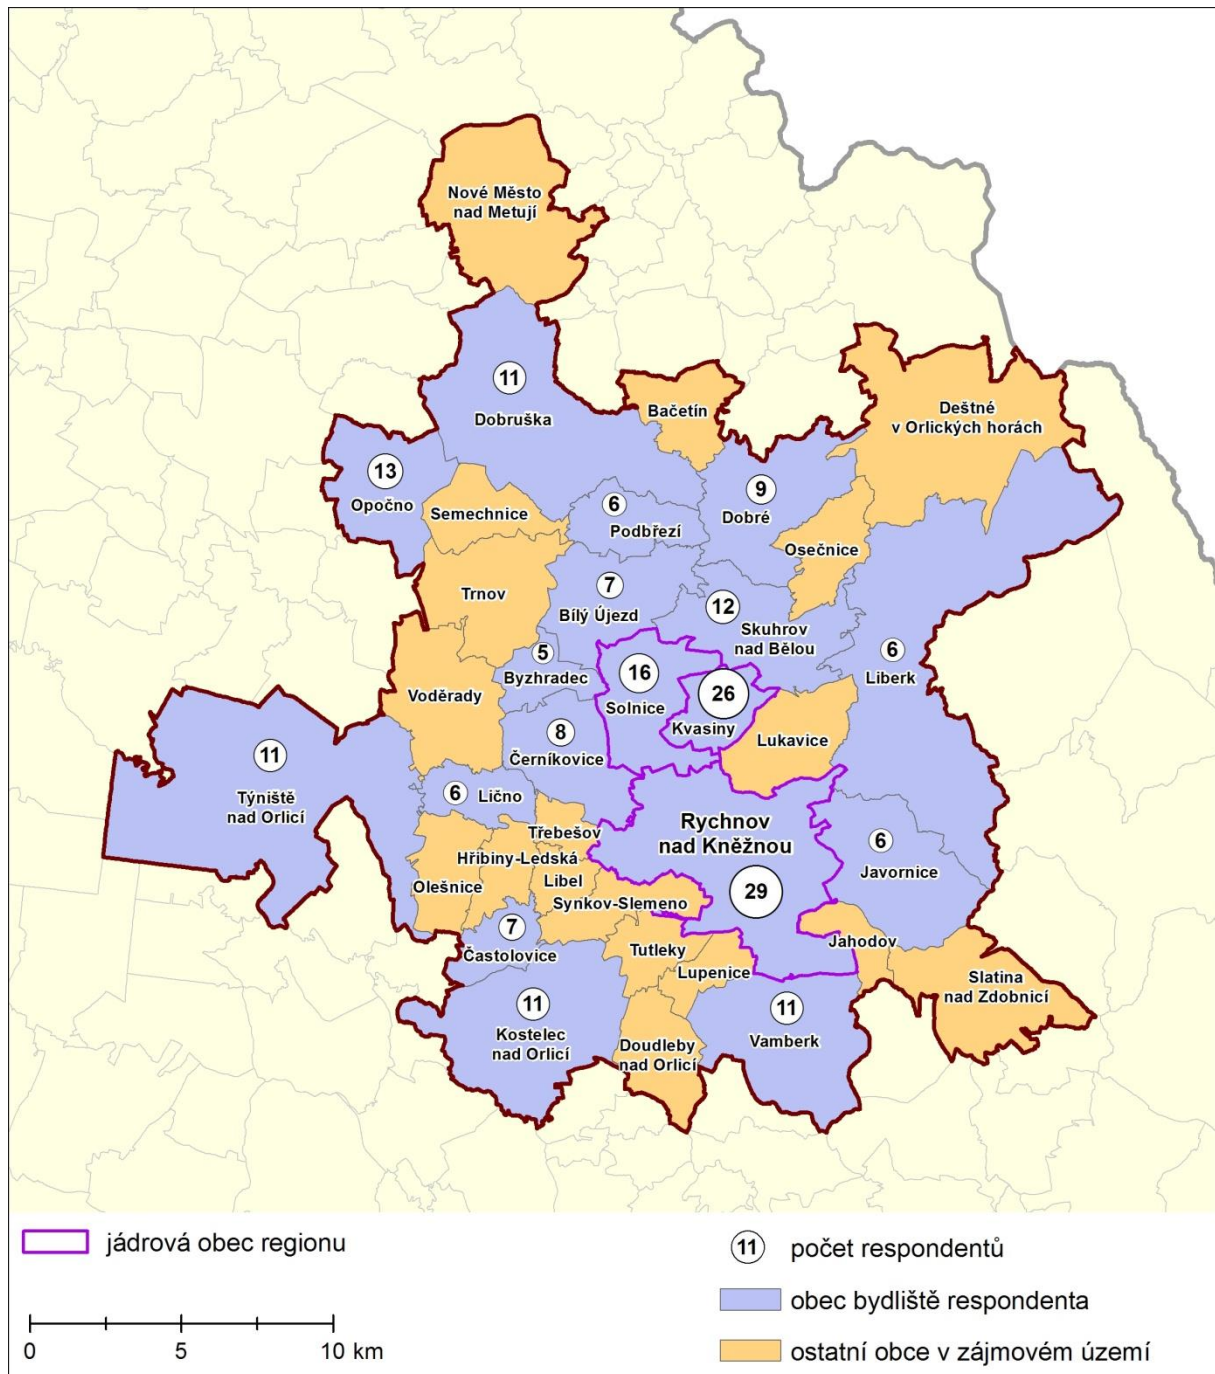 Nové Město
nad Metují
11
Dobruška
Bačetín
Deštné
v Orlických horách
13
Opočno
Semechnice
6
Podbřezí
9
Dobré
Osečnice
Trnov
7
Bílý Újezd
12
Skuhrov
nad Bělou
5
Byzhradec
16
Solnice
26
Kvasiny
6
Liberk
Voděrady
8
Černíkovice
Lukavice
11
Týniště
nad Orlicí
6 Lično
Třebešov
Hřibiny-Ledská
Olešnice
Libel
Synkov-Slemeno
Rychnov
nad Kněžnou
29
6
Javornice
7
Častolovice
Tutleky
Lupenice
Jahodov
Slatina
nad Zdobnicí
11
Kostelec
nad Orlicí
Doudleby
nad Orlicí
11
Vamberk
jádrová obec regionu
0 5 10 km
11 počet respondentů
obec bydliště respondenta
ostatní obce v zájmovém území